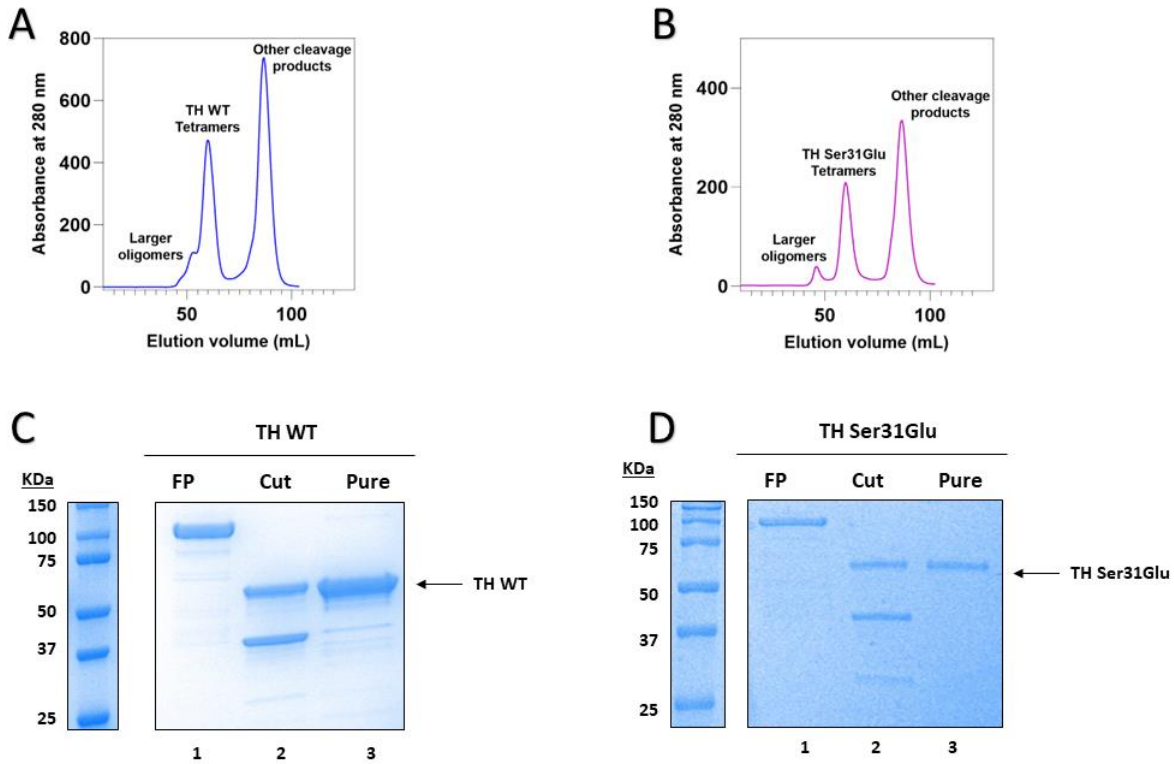 A
800
600
400
200
0
Absorbance at 280 nm
Larger
oligomers
TH WT
Tetramers
Other cleavage
products
50
100
Elution volume (mL)
B
400
200
0
Absorbance at 280 nm
Larger
oligomers
TH Ser31Glu
Tetramers
Other cleavage
products
50
100
Elution volume (mL)
C
TH WT
KDa
FP
Cut
Pure
150
100
75
50
37
25
TH WT
1
2
3
D
TH Ser31Glu
KDa
FP
Cut
Pure
150
100
75
50
37
25
TH Ser31Glu
1
2
3